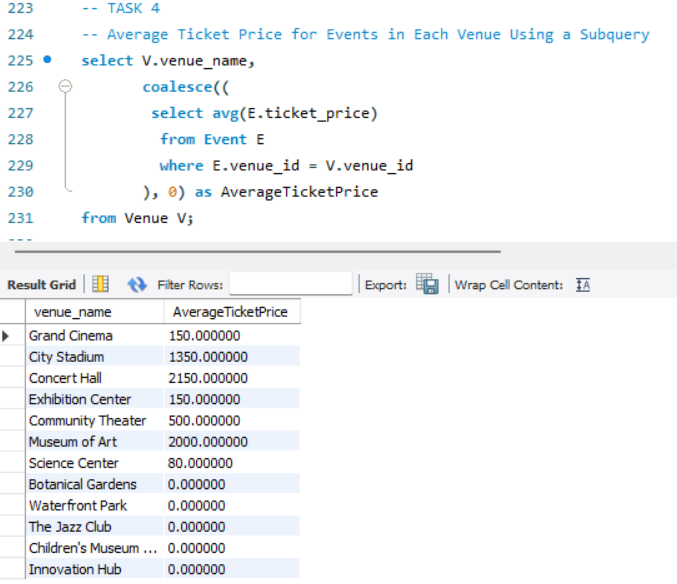 223 -- TASK 4
224 -- Average Ticket Price for Events in Each Venue Using a Subquery
225 select V.venue_name,
226 coalesce((
227 select avg(E.ticket_price)
228 from Event E
229 where E.venue_id = V.venue_id
230 ), 0) as AverageTicketPrice
231 from Venue V;
Result Grid Filter Rows: Export: Wrap Cell Content: IA
venue_name AverageTicketPrice
Grand Cinema 150.000000
City Stadium 1350.000000
Concert Hall 2150.000000
Exhibition Center 150.000000
Community Theater 500.000000
Museum of Art 2000.000000
Science Center 80.000000
Botanical Gardens 0.000000
Waterfront Park 0.000000
The Jazz Club 0.000000
Children's Museum ... 0.000000
Innovation Hub 0.000000